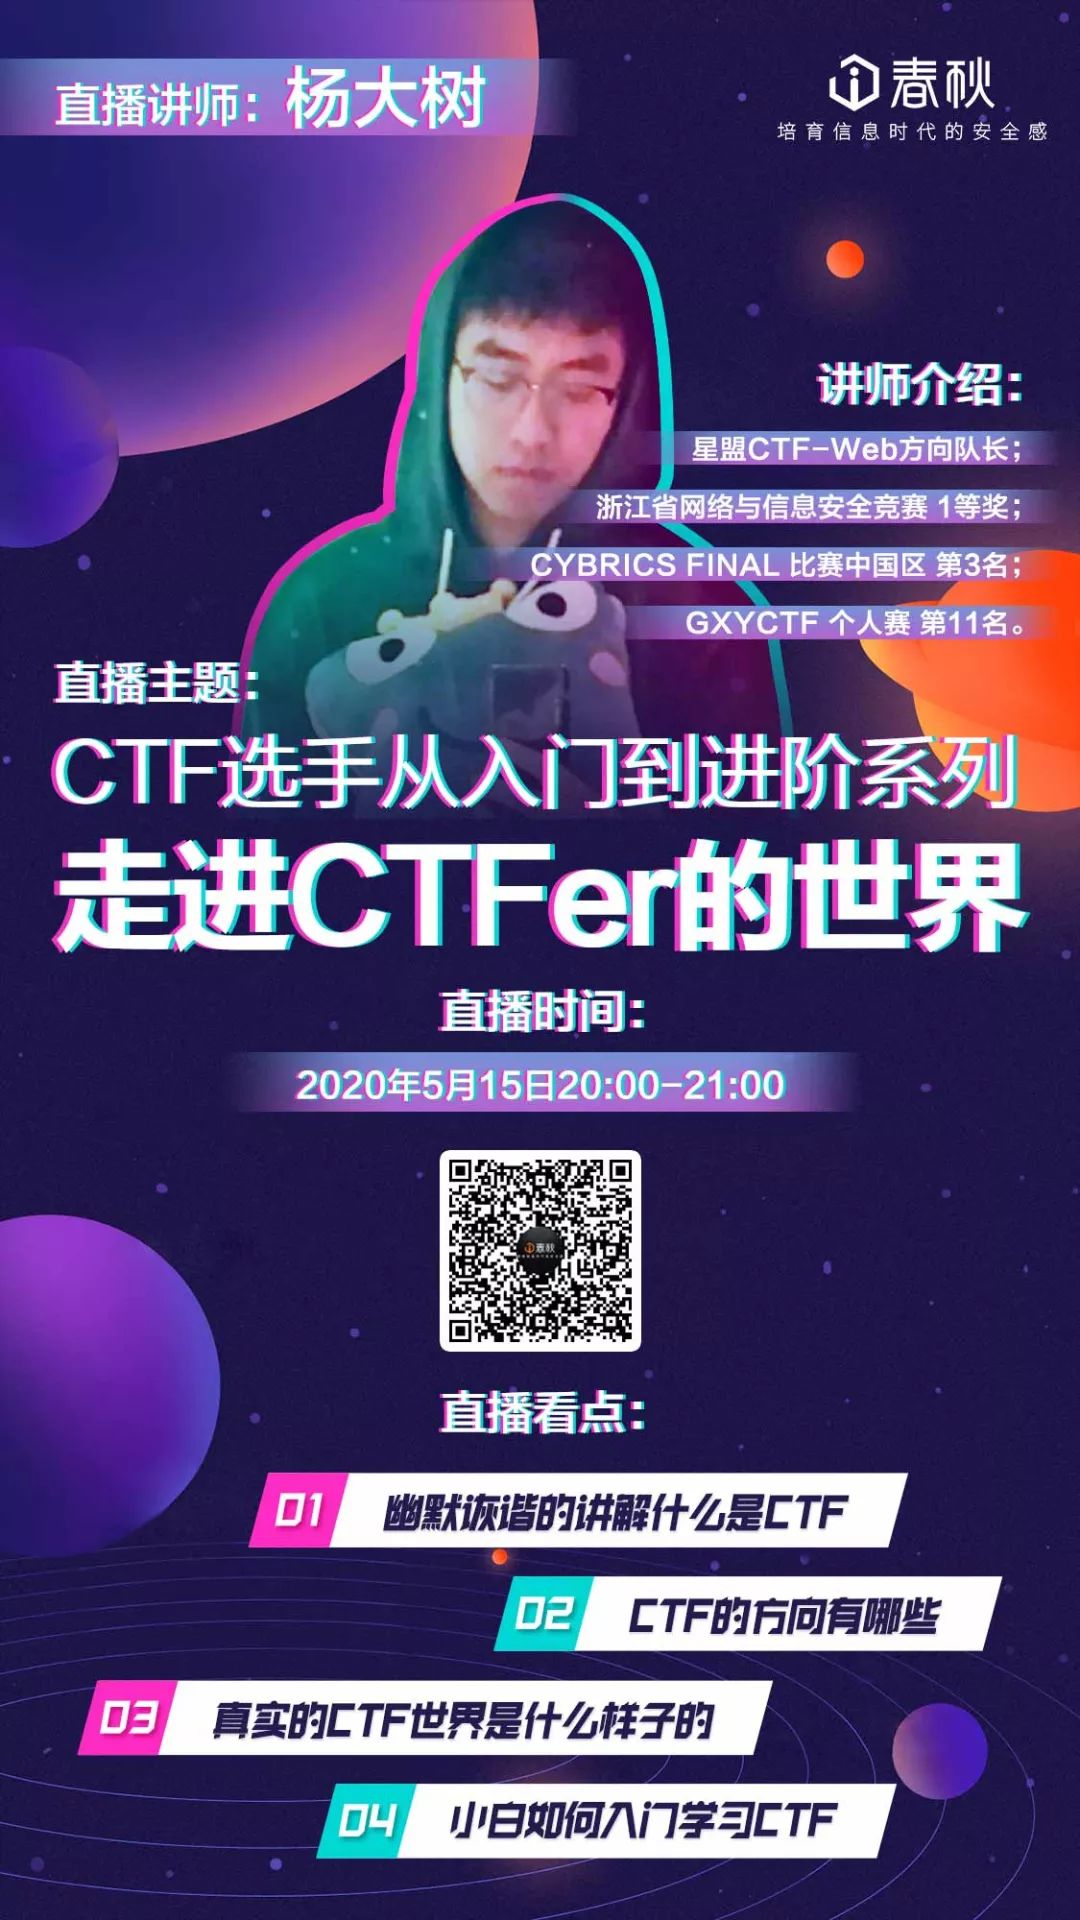 直播讲师：杨大树
i春秋
培育信息时代的安全感
讲师介绍：
星盟CTF-Web方向队长；
浙江省网络与信息安全竞赛 1等奖；
CYBRICS FINAL 比赛中国区 第3名；
GXYCTF 个人赛 第11名。
直播主题：
CTF选手从入门到进阶系列
走进CTFer的世界
直播时间：
2020年5月15日20:00-21:00
i春秋
直播看点：
01 幽默诙谐的讲解什么是CTF
02 CTF的方向有哪些
03 真实的CTF世界是什么样子的
04 小白如何入门学习CTF